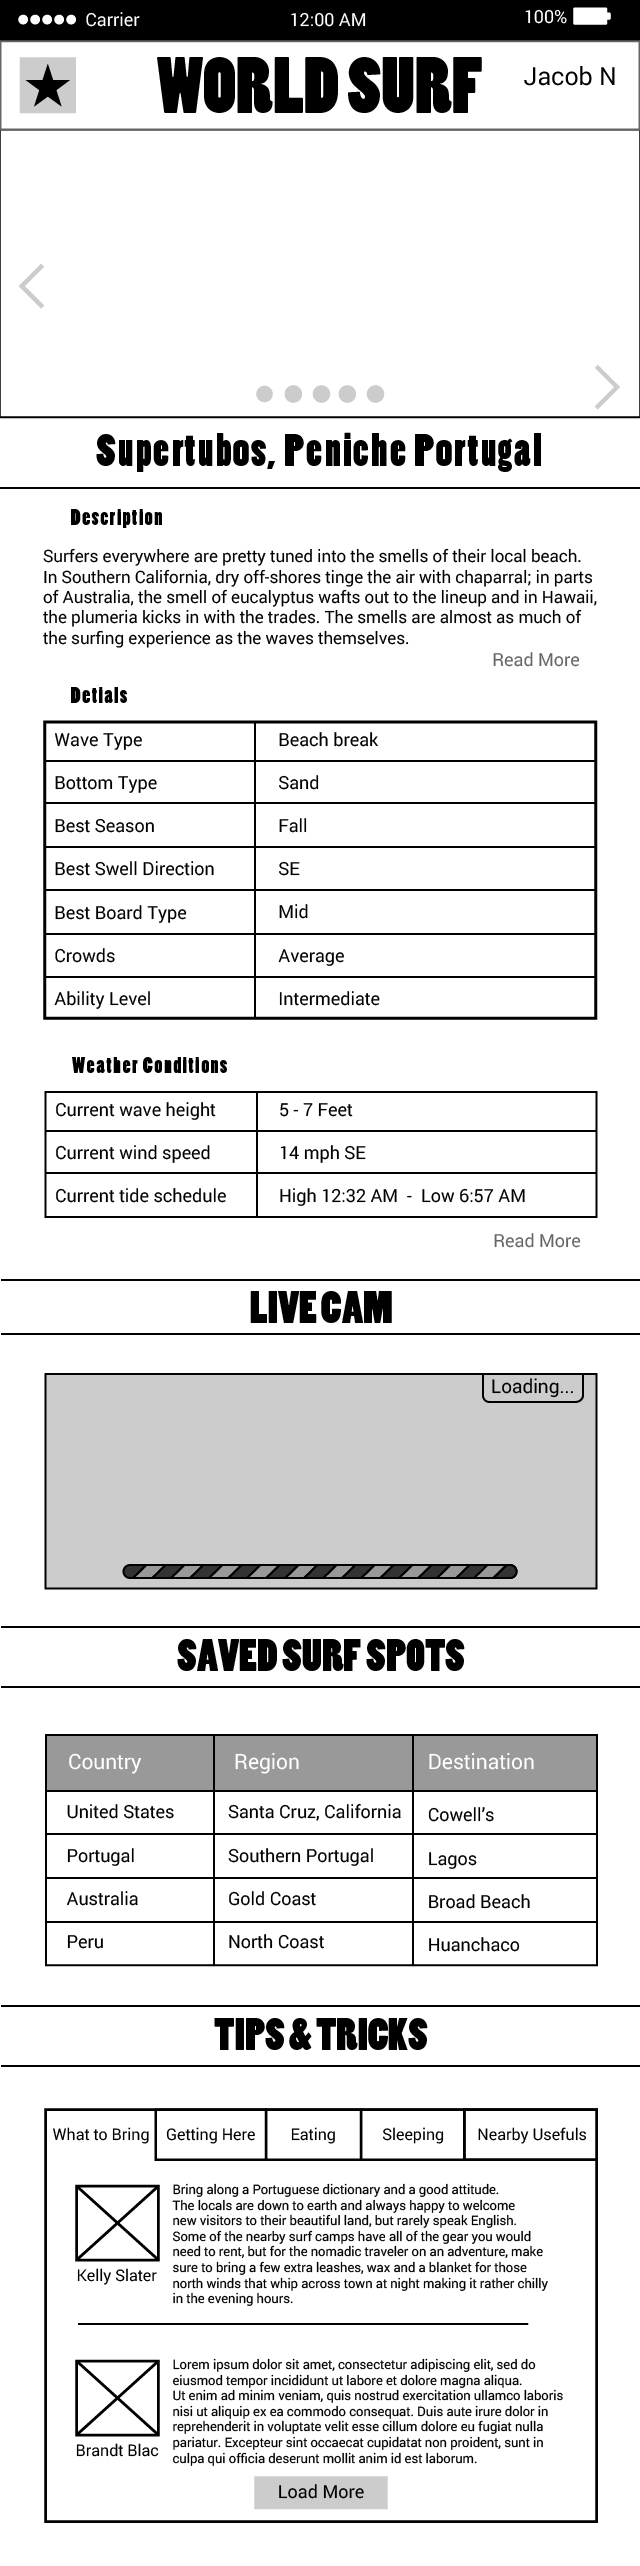 Carrier 12:00 AM 100%
WORLD SURF
Jacob N
Supertubos, Peniche Portugal
Description
Surfers everywhere are pretty tuned into the smells of their local beach.
In Southern California, dry off-shores tinge the air with chaparral; in parts
of Australia, the smell of eucalyptus wafts out to the lineup and in Hawaii,
the plumeria kicks in with the trades. The smells are almost as much of
the surfing experience as the waves themselves.
Read More
Detials
Wave Type Beach break
Bottom Type Sand
Best Season Fall
Best Swell Direction SE
Best Board Type Mid
Crowds Average
Ability Level Intermediate
Weather Conditions
Current wave height 5 - 7 Feet
Current wind speed 14 mph SE
Current tide schedule High 12:32 AM - Low 6:57 AM
Read More
LIVE CAM
Loading...
SAVED SURF SPOTS
Country Region Destination
United States Santa Cruz, California Cowell's
Portugal Southern Portugal Lagos
Australia Gold Coast Broad Beach
Peru North Coast Huanchaco
TIPS & TRICKS
What to Bring Getting Here Eating Sleeping Nearby Usefuls
Bring along a Portuguese dictionary and a good attitude.
The locals are down to earth and always happy to welcome
new visitors to their beautiful land, but rarely speak English.
Some of the nearby surf camps have all of the gear you would
need to rent, but for the nomadic traveler on an adventure, make
sure to bring a few extra leashes, wax and a blanket for those
north winds that whip across town at night making it rather chilly
in the evening hours.
Kelly Slater
Lorem ipsum dolor sit amet, consectetur adipiscing elit, sed do
eiusmod tempor incididunt ut labore et dolore magna aliqua.
Ut enim ad minim veniam, quis nostrud exercitation ullamco laboris
nisi ut aliquip ex ea commodo consequat. Duis aute irure dolor in
reprehenderit in voluptate velit esse cillum dolore eu fugiat nulla
pariatur. Excepteur sint occaecat cupidatat non proident, sunt in
culpa qui officia deserunt mollit anim id est laborum.
Brandt Blac
Load More